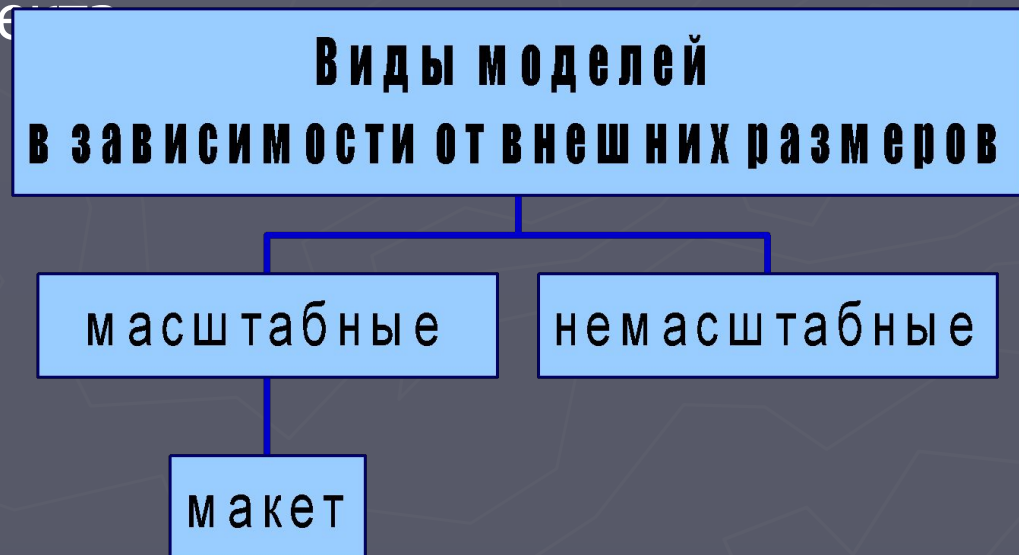 Виды моделей
в зависимости от внешних размеров
масштабные
немасштабные
макет